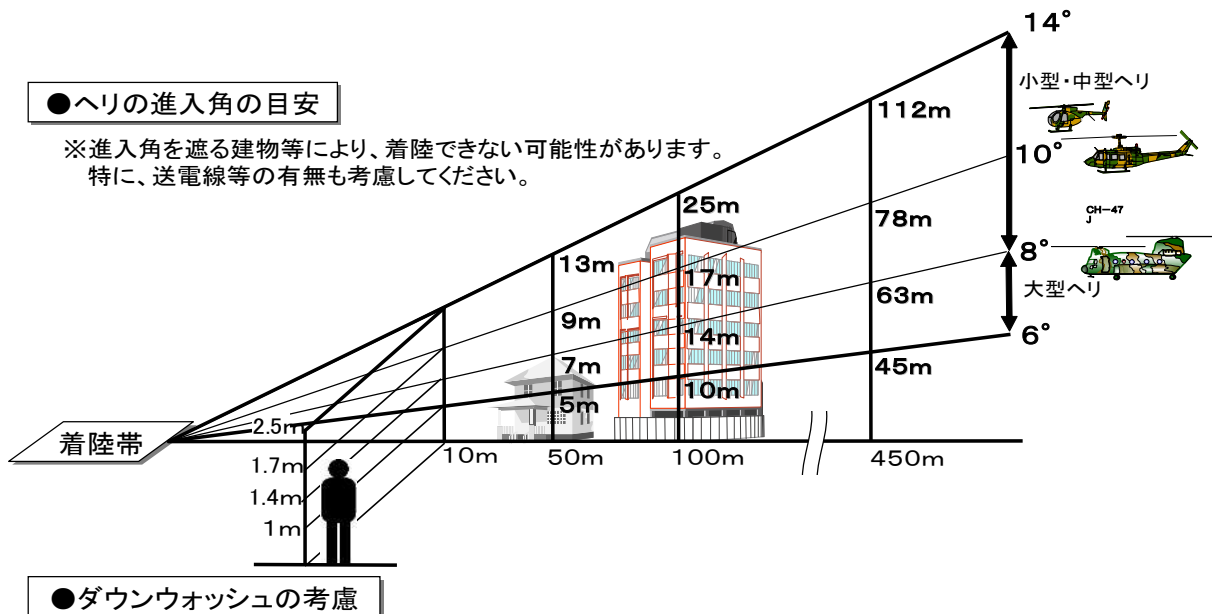 14°
●ヘリの進入角の目安
小型・中型ヘリ
※進入角を遮る建物等により、着陸できない可能性があります。
特に、送電線等の有無も考慮してください。
112m
10°
25m
78m
CH-47
J
13m
17m
8°
大型ヘリ
9m
63m
14m
6°
7m
45m
10m
5m
2.5m
着陸帯
10m
50m
100m
450m
1.7m
1.4m
1m
●ダウンウォッシュの考慮